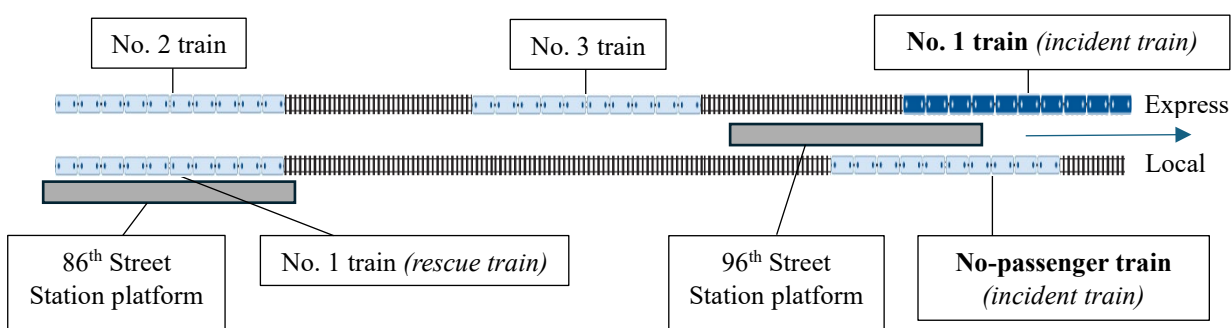 No. 2 train
No. 3 train
No. 1 train (incident train)
Express
Local
86th Street
Station platform
No. 1 train (rescue train)
96th Street
Station platform
No-passenger train
(incident train)